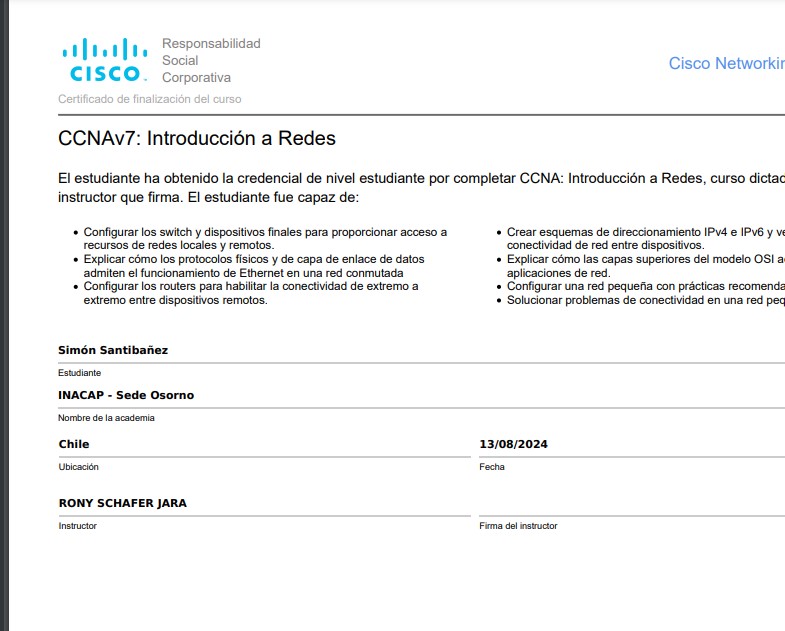 CISCO
Responsabilidad
Social
Corporativa
Cisco
Certificado de finalización del curso
CCNAv7: Introducción a Redes
El estudiante ha obtenido la credencial de nivel estudiante por completar CCNA: Introducción a Redes, curso
instructor que firma. El estudiante fue capaz de:
• Configurar los switch y dispositivos finales para proporcionar acceso a
recursos de redes locales y remotos.
• Explicar cómo los protocolos físicos y de capa de enlace de datos
admiten el funcionamiento de Ethernet en una red conmutada
• Configurar los routers para habilitar la conectividad de extremo a
extremo entre dispositivos remotos.
• Crear esquemas de direccionamiento IPv4 e IPv6 y
conectividad de red entre dispositivos.
• Explicar cómo las capas superiores del modelo OSI
aplicaciones de red.
• Configurar una red pequeña con prácticas
• Solucionar problemas de conectividad en una red
Simón Santibañez
Estudiante
INACAP - Sede Osorno
Nombre de la academia
Chile
Ubicación
13/08/2024
Fecha
RONY SCHAFER JARA
Instructor
Firma del instructor